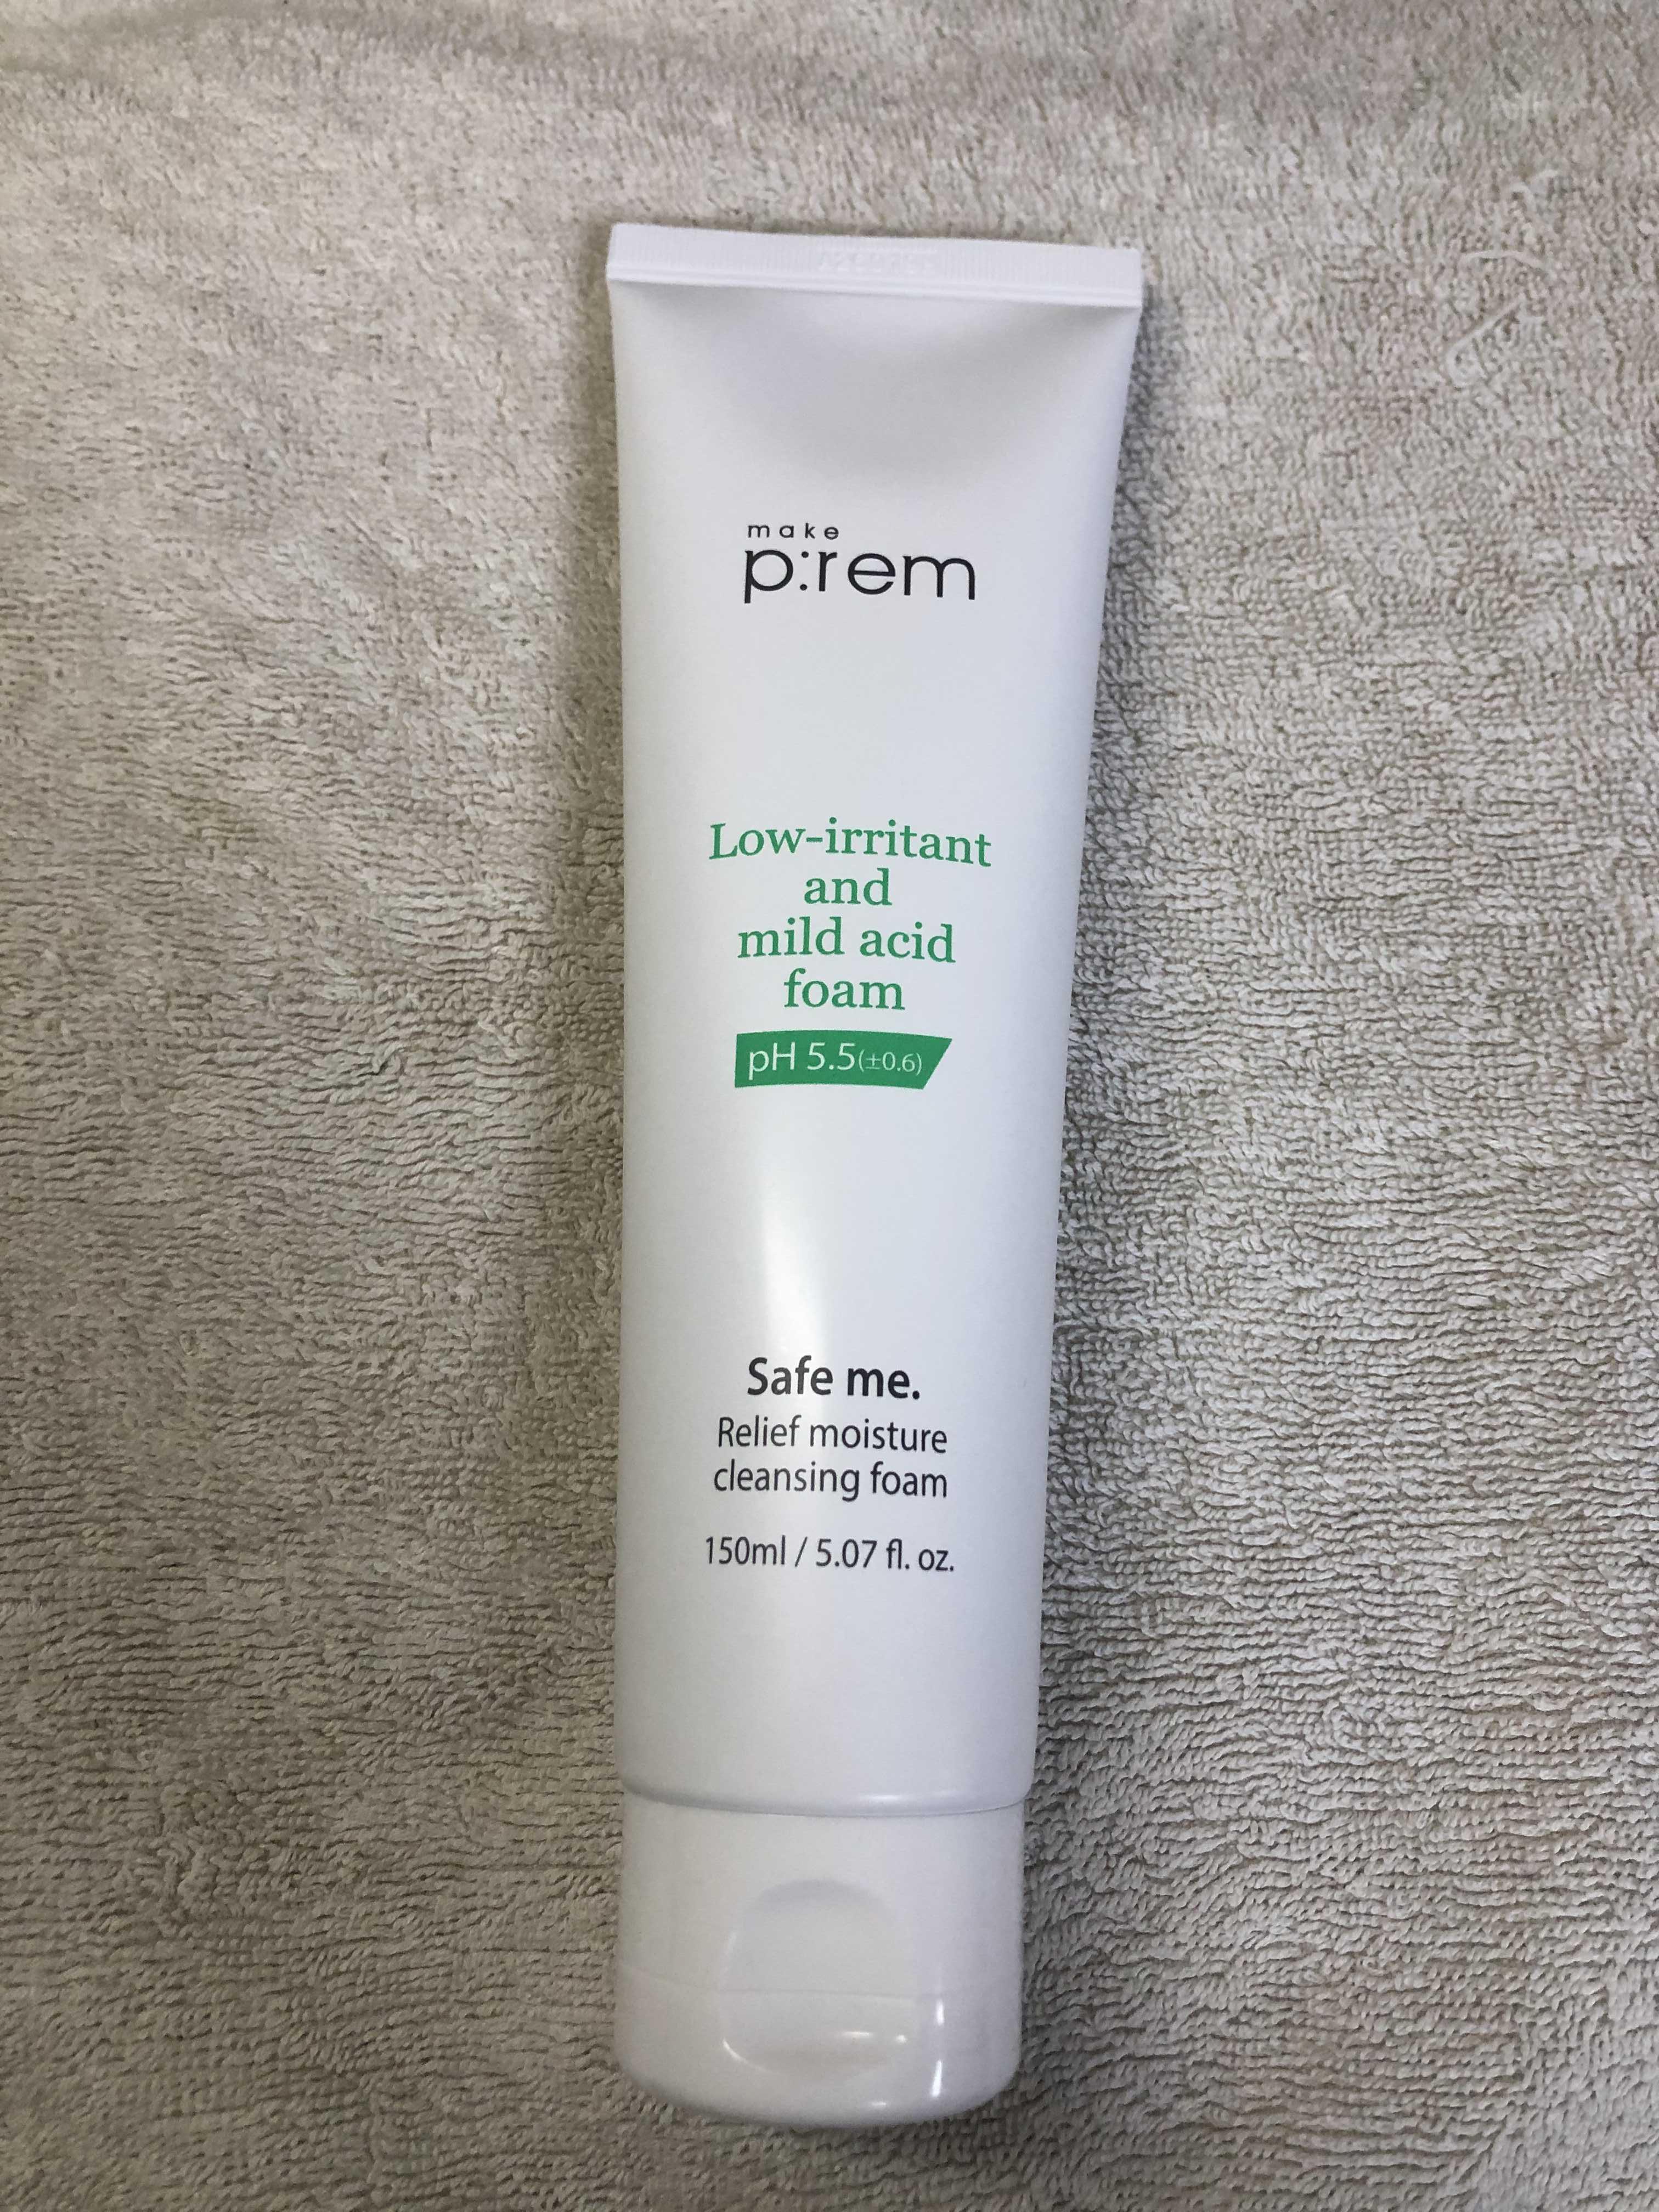 make
p:rem
Low-irritant
and
mild acid
foam
pH 5.5(±0.6)
Safe me.
Relief moisture
cleansing foam
150ml / 5.07 fl. oz.